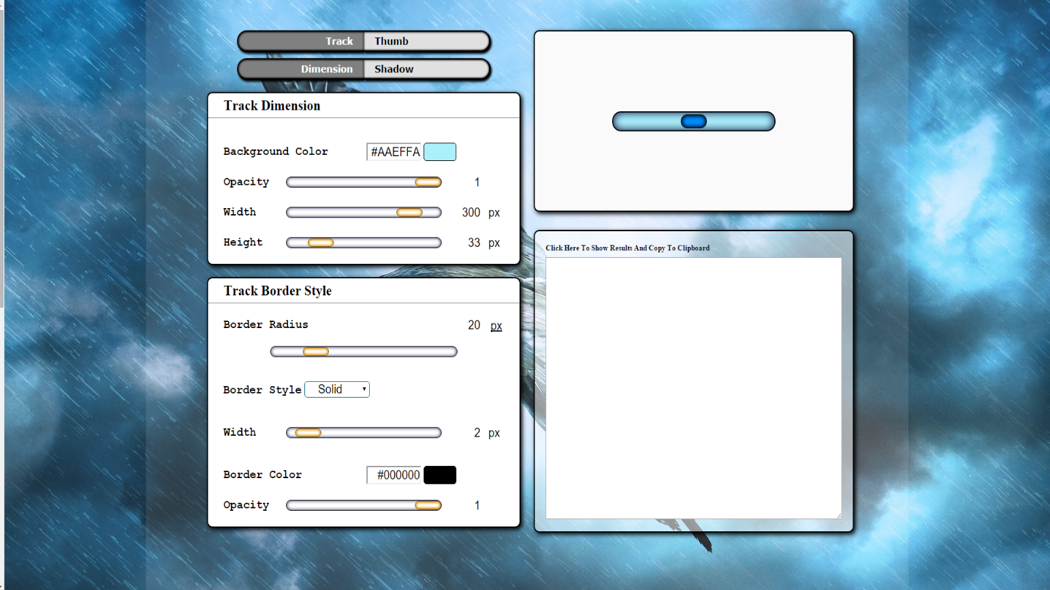 Track Thumb
Dimension Shadow
Track Dimension
Background Color #AAEFFA
Opacity 1
Width 300 px
Height 33 px
Track Border Style
Border Radius 20 px
Border Style Solid
Width 2 px
Border Color #000000
Opacity 1
Click Here To Show Results And Copy To Clipboard